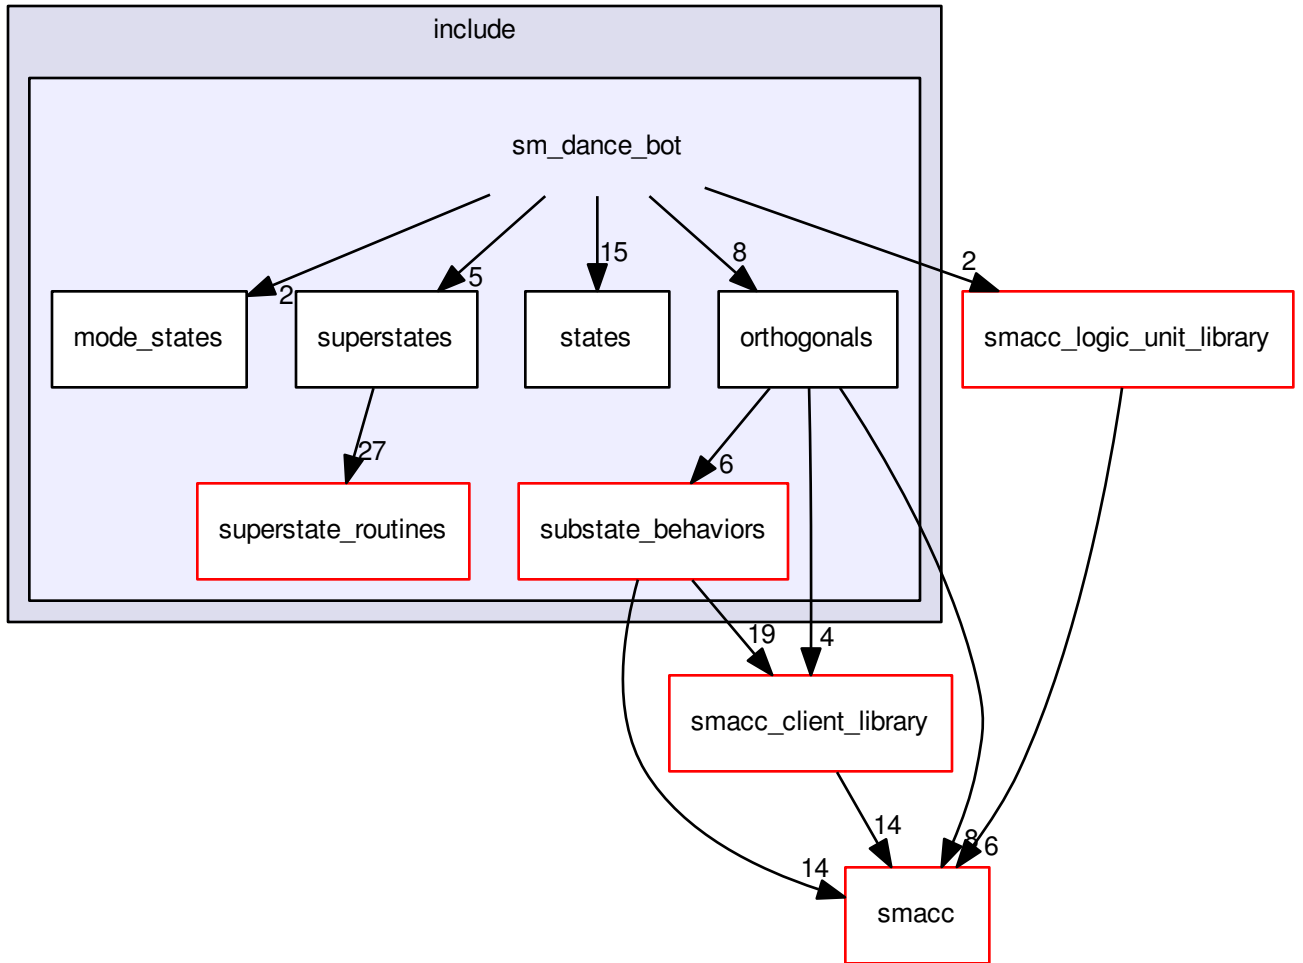 include
sm_dance_bot
15
8
2
5
2
mode_states
superstates
states
orthogonals
smacc_logic_unit_library
27
6
superstate_routines
substate_behaviors
19
4
smacc_client_library
14
8
6
14
smacc